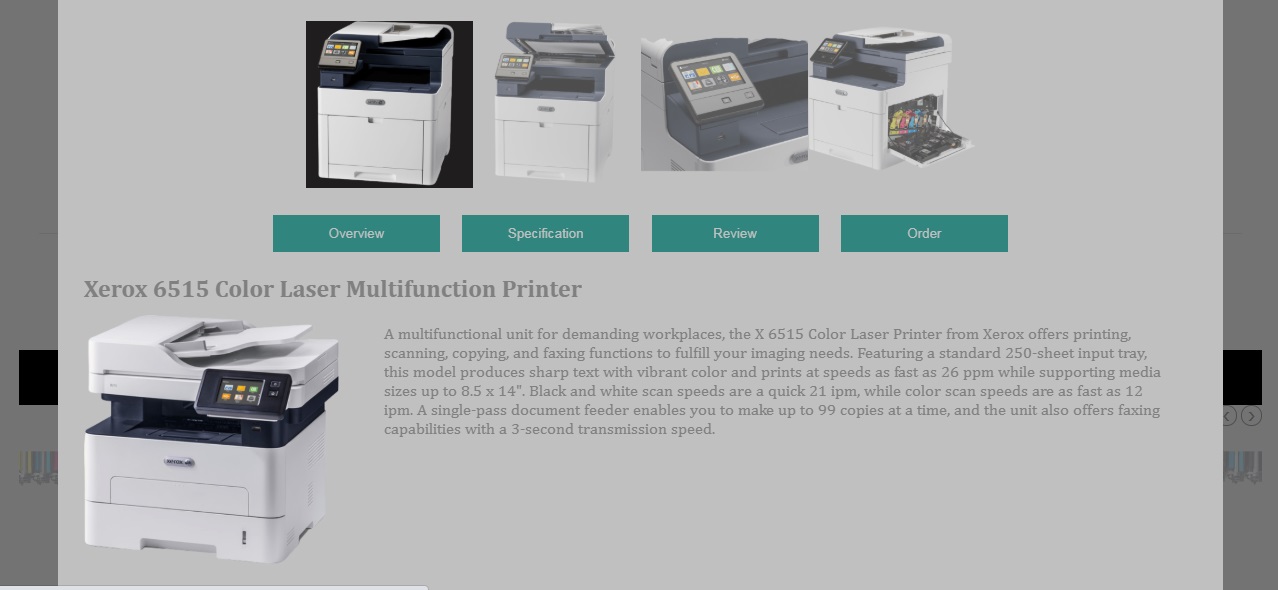 Overview Specification Review Order
Xerox 6515 Color Laser Multifunction Printer
A multifunctional unit for demanding workplaces, the X 6515 Color Laser Printer from Xerox offers printing,
scanning, copying, and faxing functions to fulfill your imaging needs. Featuring a standard 250-sheet input tray,
this model produces sharp text with vibrant color and prints at speeds as fast as 26 ppm while supporting media
sizes up to 8.5 x 14". Black and white scan speeds are a quick 21 ipm, while color scan speeds are as fast as 12
ipm. A single-pass document feeder enables you to make up to 99 copies at a time, and the unit also offers faxing
capabilities with a 3-second transmission speed.